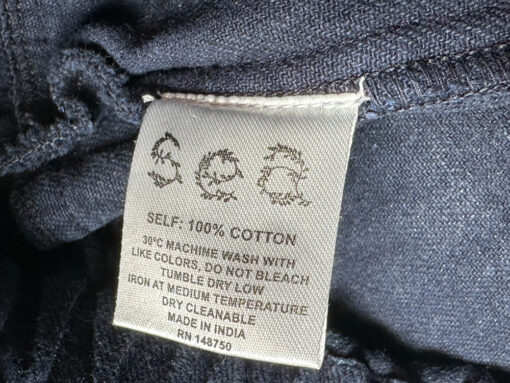 Sea
SELF: 100% COTTON
30°C MACHINE WASH WITH
LIKE COLORS, DO NOT BLEACH
TUMBLE DRY LOW
IRON AT MEDIUM TEMPERATURE
DRY CLEANABLE
MADE IN INDIA
RN 148750